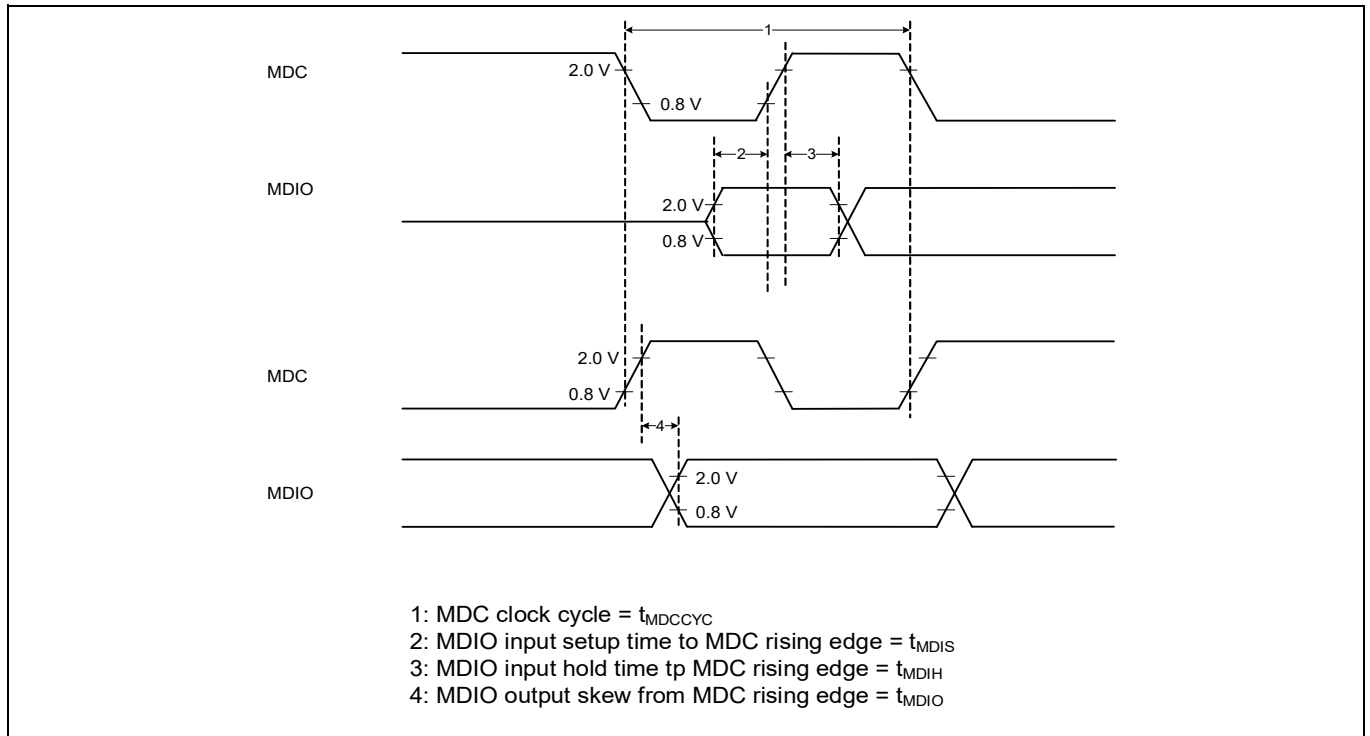 1
MDC
2.0 V
0.8 V
2
3
MDIO
2.0 V
0.8 V
2.0 V
MDC
0.8 V
4
2.0 V
MDIO
0.8 V
1: MDC clock cycle = tMDCCYC
2: MDIO input setup time to MDC rising edge = tMDIS
3: MDIO input hold time tp MDC rising edge = tMDIH
4: MDIO output skew from MDC rising edge = tMDIO